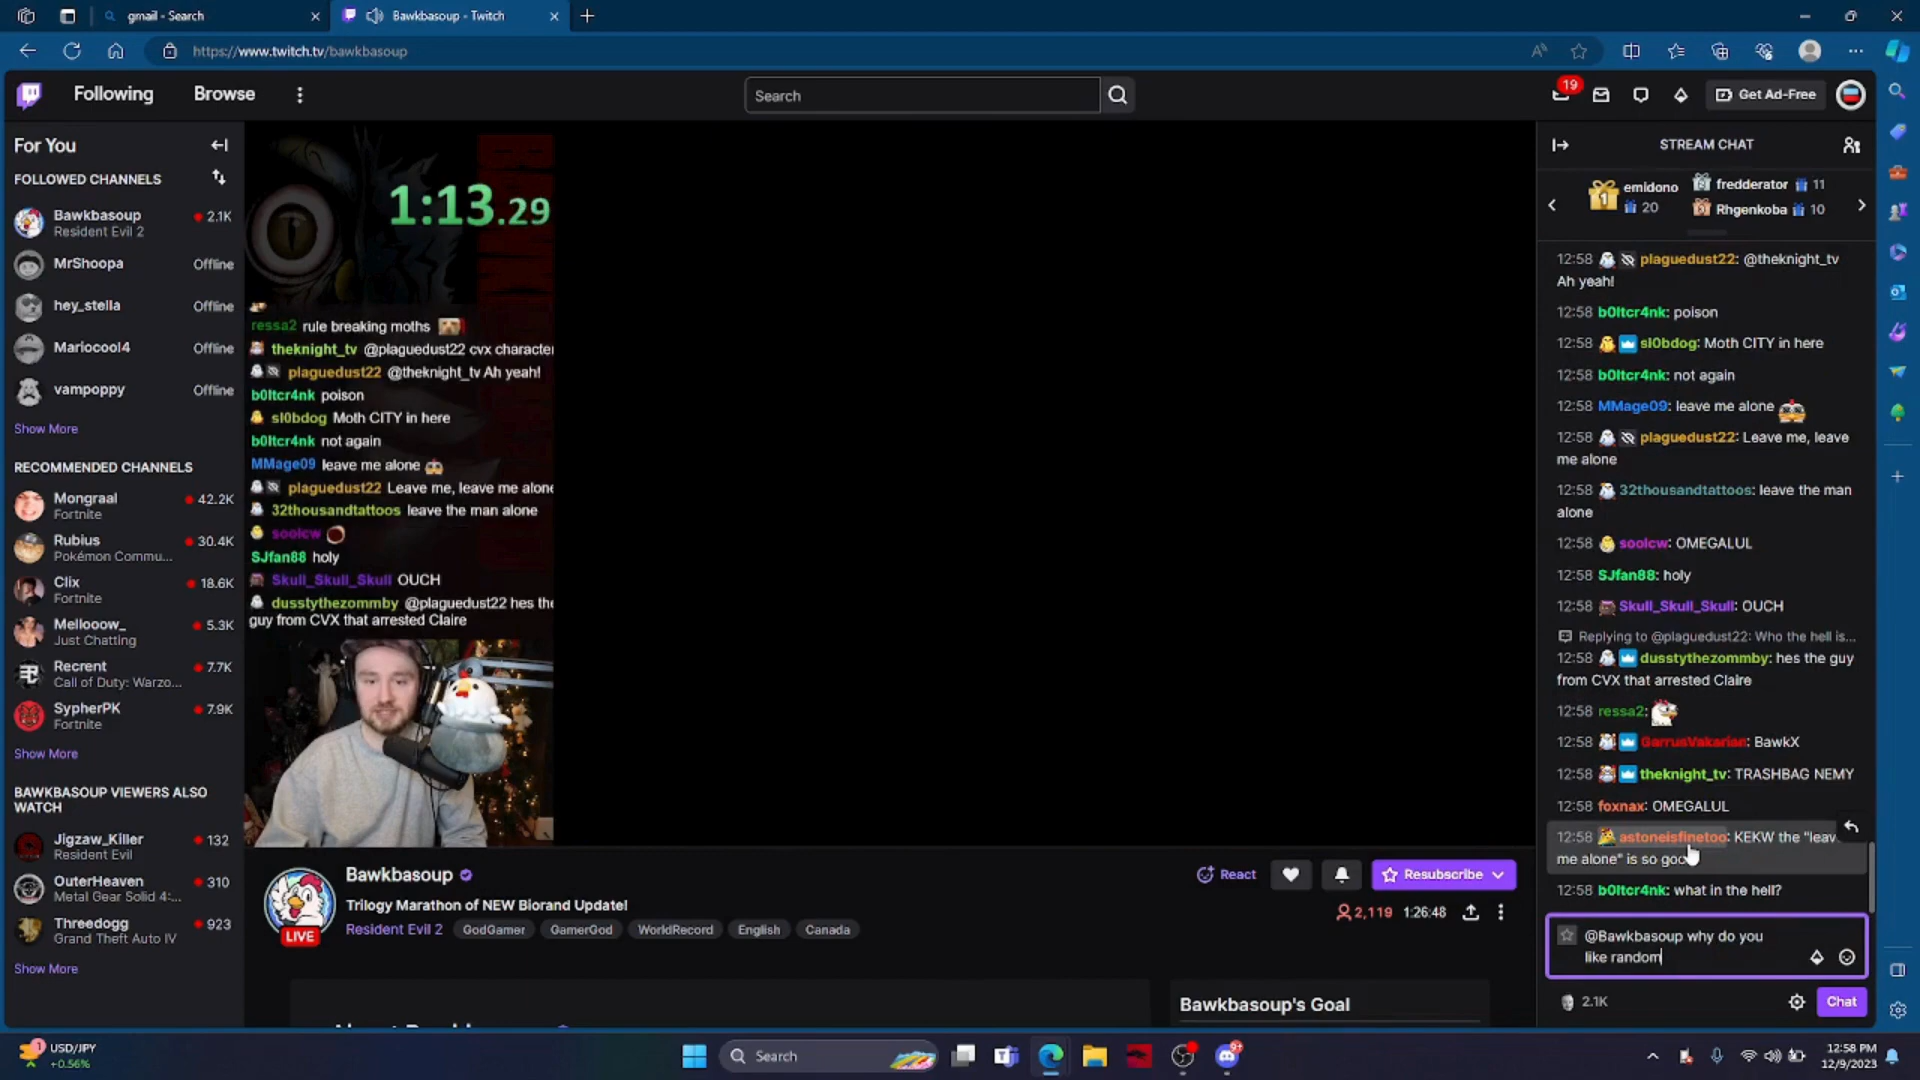 gmail - Search
Bawkbasoup - Twitch
https://www.twitch.tv/bawkbasoup
Following
Browse
Search
19
Get Ad-Free
For You
FOLLOWED CHANNELS
Bawkbasoup
2.1K
Resident Evil 2
MrShoopa
Offline
hey_stella
Offline
Mariocool4
Offline
vampoppy
Offline
Show More
RECOMMENDED CHANNELS
Mongraal
42.2K
Fortnite
Rubius
30.4K
Pokémon Commu...
Clix
18.6K
Fortnite
Mellooow_
5.3K
Just Chatting
Recrent
7.7K
Call of Duty: Warzo...
SypherPK
7.9K
Fortnite
Show More
BAWKBASOUP VIEWERS ALSO
WATCH
Jigzaw_Killer
132
Resident Evil
OuterHeaven
310
Metal Gear Solid 4:...
Threedogg
923
Grand Theft Auto IV
Show More
1:13.29
ressa2 rule breaking moths
theknight_tv @plaguedust22 cvx character
plaguedust22 @theknight_tv Ah yeah!
b0ltcr4nk poison
sl0bdog Moth CITY in here
b0ltcr4nk not again
MMage09 leave me alone
plaguedust22 Leave me, leave me alone
32thousandtattoos leave the man alone
soolcw
SJfan88 holy
Skull_Skull_Skull OUCH
dusstythezommby @plaguedust22 hes the
guy from CVX that arrested Claire
LIVE
Bawkbasoup
Trilogy Marathon of NEW Biorand Update!
Resident Evil 2
GodGamer
GamerGod
WorldRecord
English
Canada
React
Resubscribe
2,119
1:26:48
Bawkbasoup's Goal
STREAM CHAT
1
emidono
20
fredderator 11
Rhgenkoba 10
12:58 plaguedust22: @theknight_tv
Ah yeah!
12:58 b0ltcr4nk: poison
12:58 sl0bdog: Moth CITY in here
12:58 b0ltcr4nk: not again
12:58 MMage09: leave me alone
12:58 plaguedust22: Leave me, leave
me alone
12:58 32thousandtattoos: leave the man
alone
12:58 soolcw: OMEGALUL
12:58 SJfan88: holy
12:58 Skull_Skull_Skull: OUCH
Replying to @plaguedust22: Who the hell is...
12:58 dusstythezommby: hes the guy
from CVX that arrested Claire
12:58 ressa2:
12:58 GarrusVakarian: BawkX
12:58 theknight_tv: TRASHBAG NEMY
12:58 foxnax: OMEGALUL
12:58 astoneisfinetoo: KEKW the "leav
me alone" is so goo
12:58 b0ltcr4nk: what in the hell?
@Bawkbasoup why do you
like random
2.1K
Chat
1
USD/JPY
+0.56%
Search
9+
12:58 PM
12/9/2023